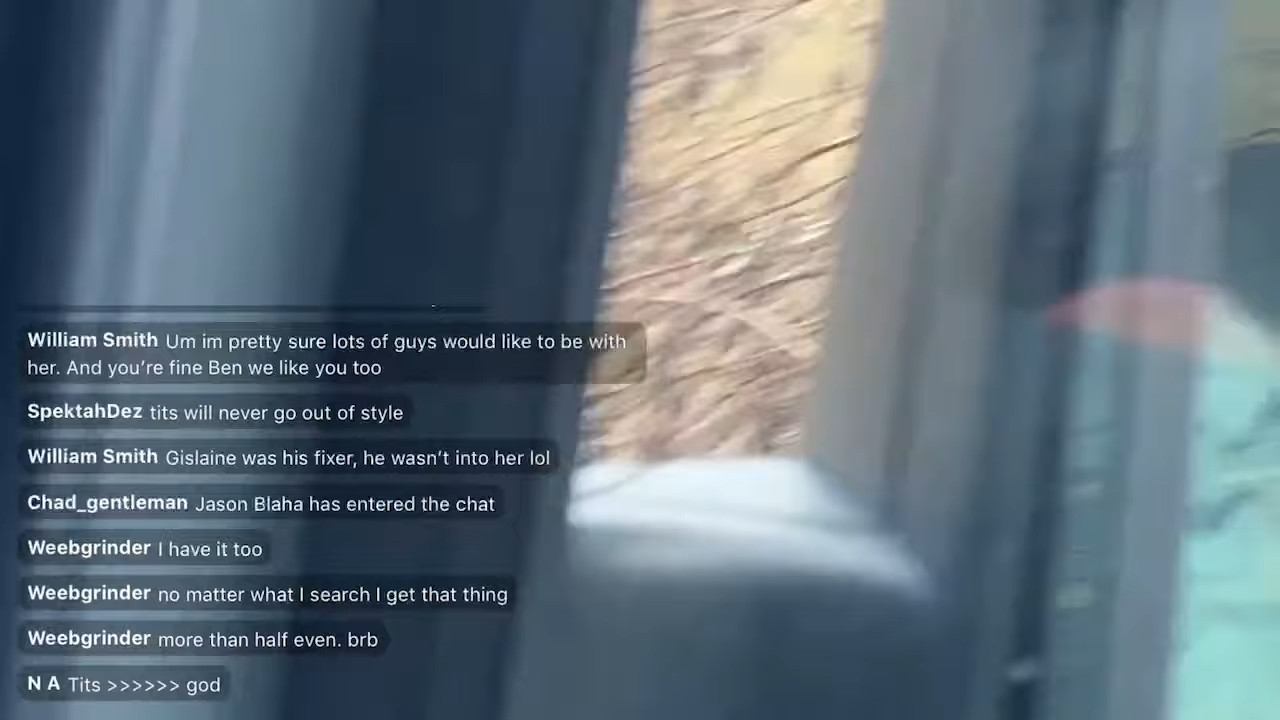 William Smith Um im pretty sure lots of guys would like to be with
her. And you’re fine Ben we like you too
SpektahDez tits will never go out of style
William Smith Gislaine was his fixer, he wasn’t into her lol
Chad_gentleman Jason Blaha has entered the chat
Weebgrinder I have it too
Weebgrinder no matter what I search I get that thing
Weebgrinder more than half even. brb
N A Tits >>>>>> god